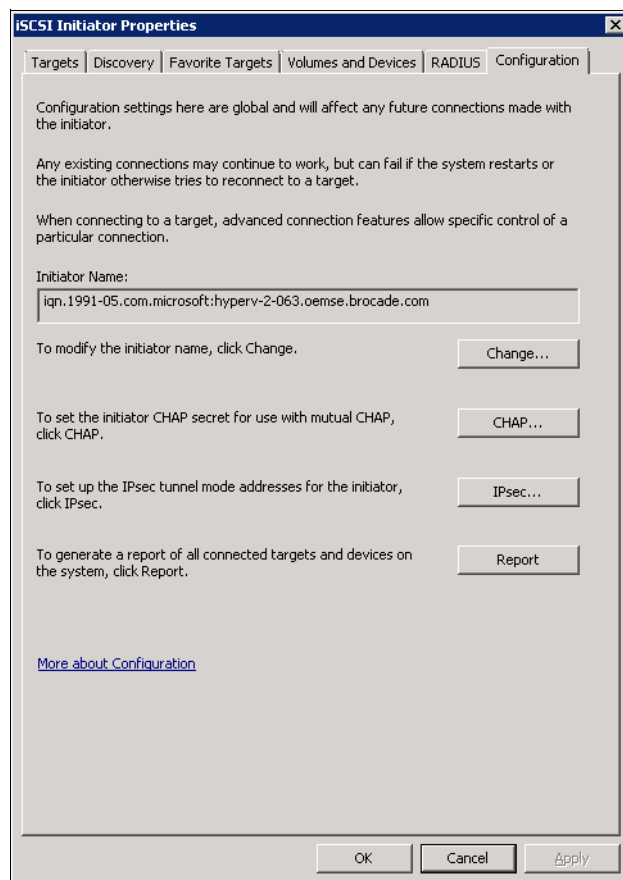 iSCSI Initiator Properties
Targets Discovery Favorite Targets Volumes and Devices RADIUS Configuration
Configuration settings here are global and will affect any future connections made with
the initiator.
Any existing connections may continue to work, but can fail if the system restarts or
the initiator otherwise tries to reconnect to a target.
When connecting to a target, advanced connection features allow specific control of a
particular connection.
Initiator Name:
iqn.1991-05.com.microsoft:hyperv-2-063.oemse.brocade.com
To modify the initiator name, click Change.
Change...
To set the initiator CHAP secret for use with mutual CHAP,
click CHAP.
CHAP...
To set up the IPsec tunnel mode addresses for the initiator,
click IPsec.
IPsec...
To generate a report of all connected targets and devices on
the system, click Report.
Report
More about Configuration
OK Cancel Apply